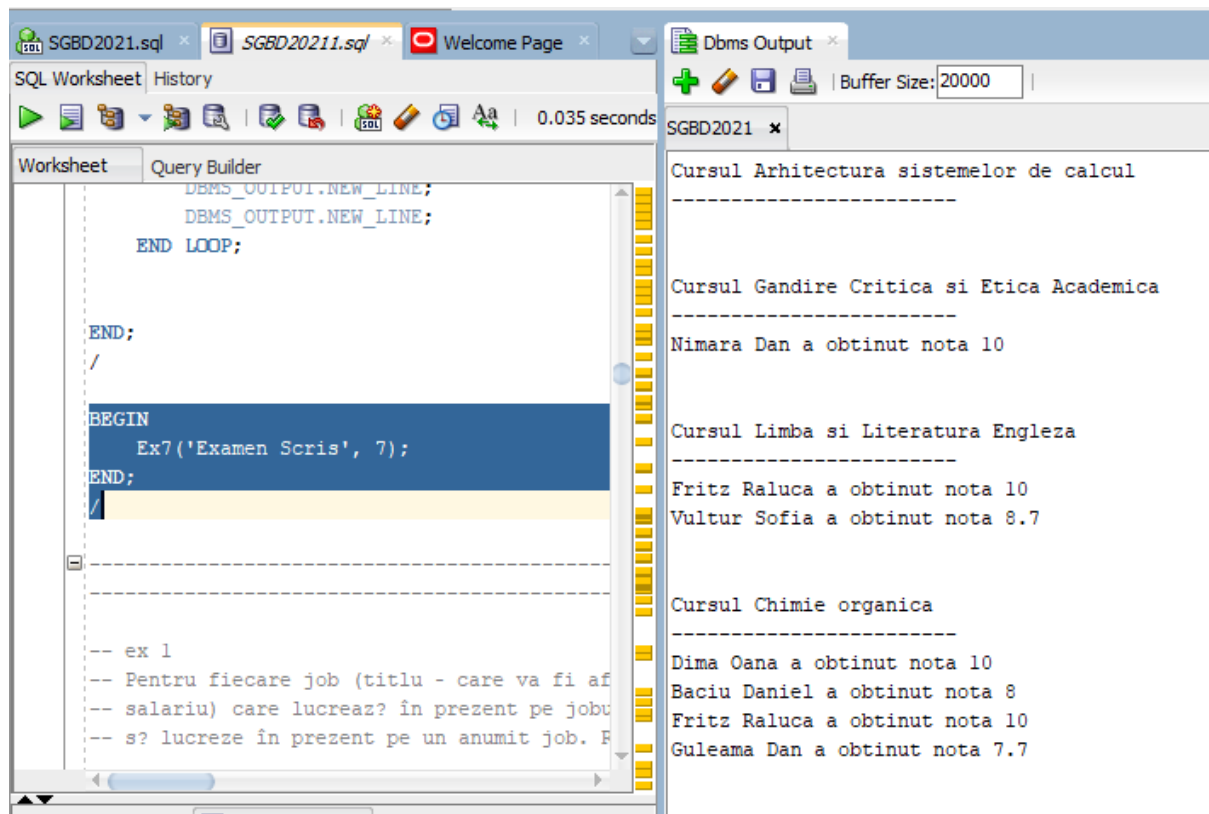 SGBD2021.sql
SGBD20211.sql
Welcome Page
SQL Worksheet History
0.035 seconds
Worksheet Query Builder
DBMS_OUTPUT.NEW_LINE;
DBMS_OUTPUT.NEW_LINE;
END LOOP;
END;
/
BEGIN
Ex7('Examen Scris', 7);
END;
/
------------------------------------------
------------------------------------------
-- ex 1
-- Pentru fiecare job (titlu - care va fi af
-- salariu) care lucreaz? în prezent pe jobu
-- s? lucreze în prezent pe un anumit job.
Dbms Output
Buffer Size: 20000
SGBD2021
Cursul Arhitectura sistemelor de calcul
------------------------
Cursul Gandire Critica si Etica Academica
------------------------
Nimara Dan a obtinut nota 10
Cursul Limba si Literatura Engleza
------------------------
Fritz Raluca a obtinut nota 10
Vultur Sofia a obtinut nota 8.7
Cursul Chimie organica
------------------------
Dima Oana a obtinut nota 10
Baciu Daniel a obtinut nota 8
Fritz Raluca a obtinut nota 10
Guleama Dan a obtinut nota 7.7